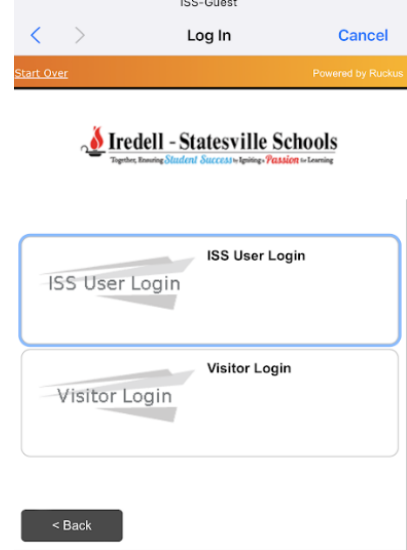 ISS-Guest
Log In
Cancel
Start Over
Powered by Ruckus
Iredell - Statesville Schools
Together, Ensuring Student Success by Igniting a Passion for Learning
ISS User Login
ISS User Login
Visitor Login
Visitor Login
< Back